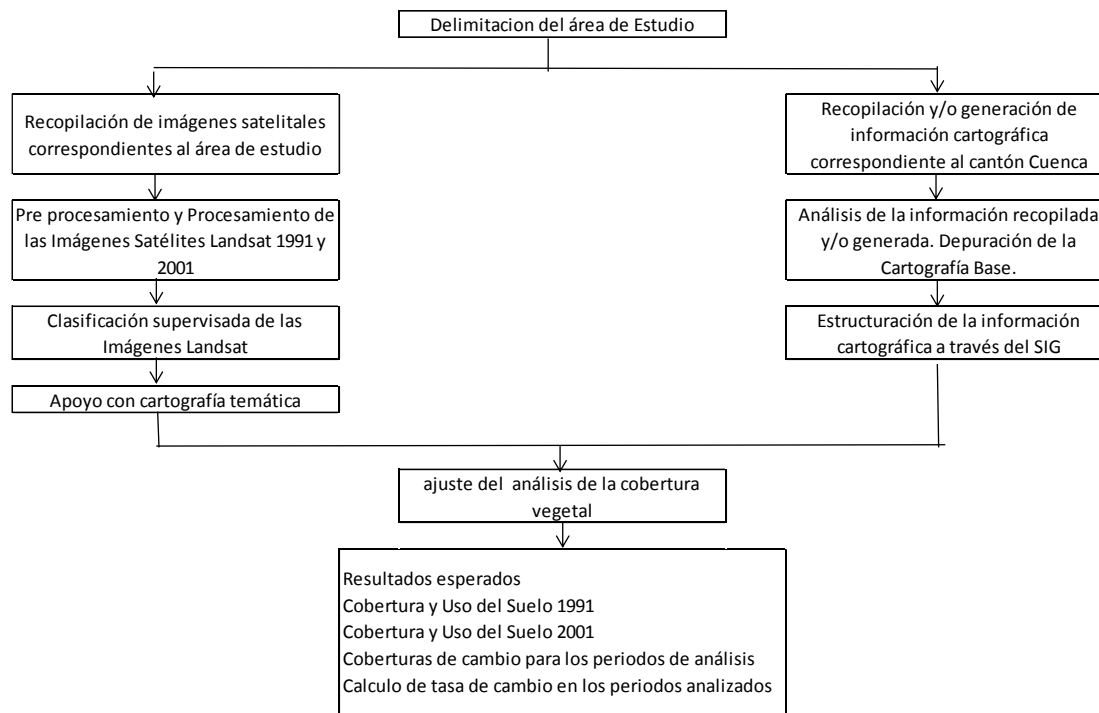 Delimitacion del área de Estudio
Recopilación de imágenes satelitales
correspondientes al área de estudio
Pre procesamiento y Procesamiento de
las Imágenes Satélites Landsat 1991 y
2001
Clasificación supervisada de las
Imágenes Landsat
Apoyo con cartografía temática
Recopilación y/o generación de
información cartográfica
correspondiente al cantón Cuenca
Análisis de la información recopilada
y/o generada. Depuración de la
Cartografía Base.
Estructuración de la información
cartográfica a través del SIG
ajuste del análisis de la cobertura
vegetal
Resultados esperados
Cobertura y Uso del Suelo 1991
Cobertura y Uso del Suelo 2001
Coberturas de cambio para los periodos de análisis
Calculo de tasa de cambio en los periodos analizados